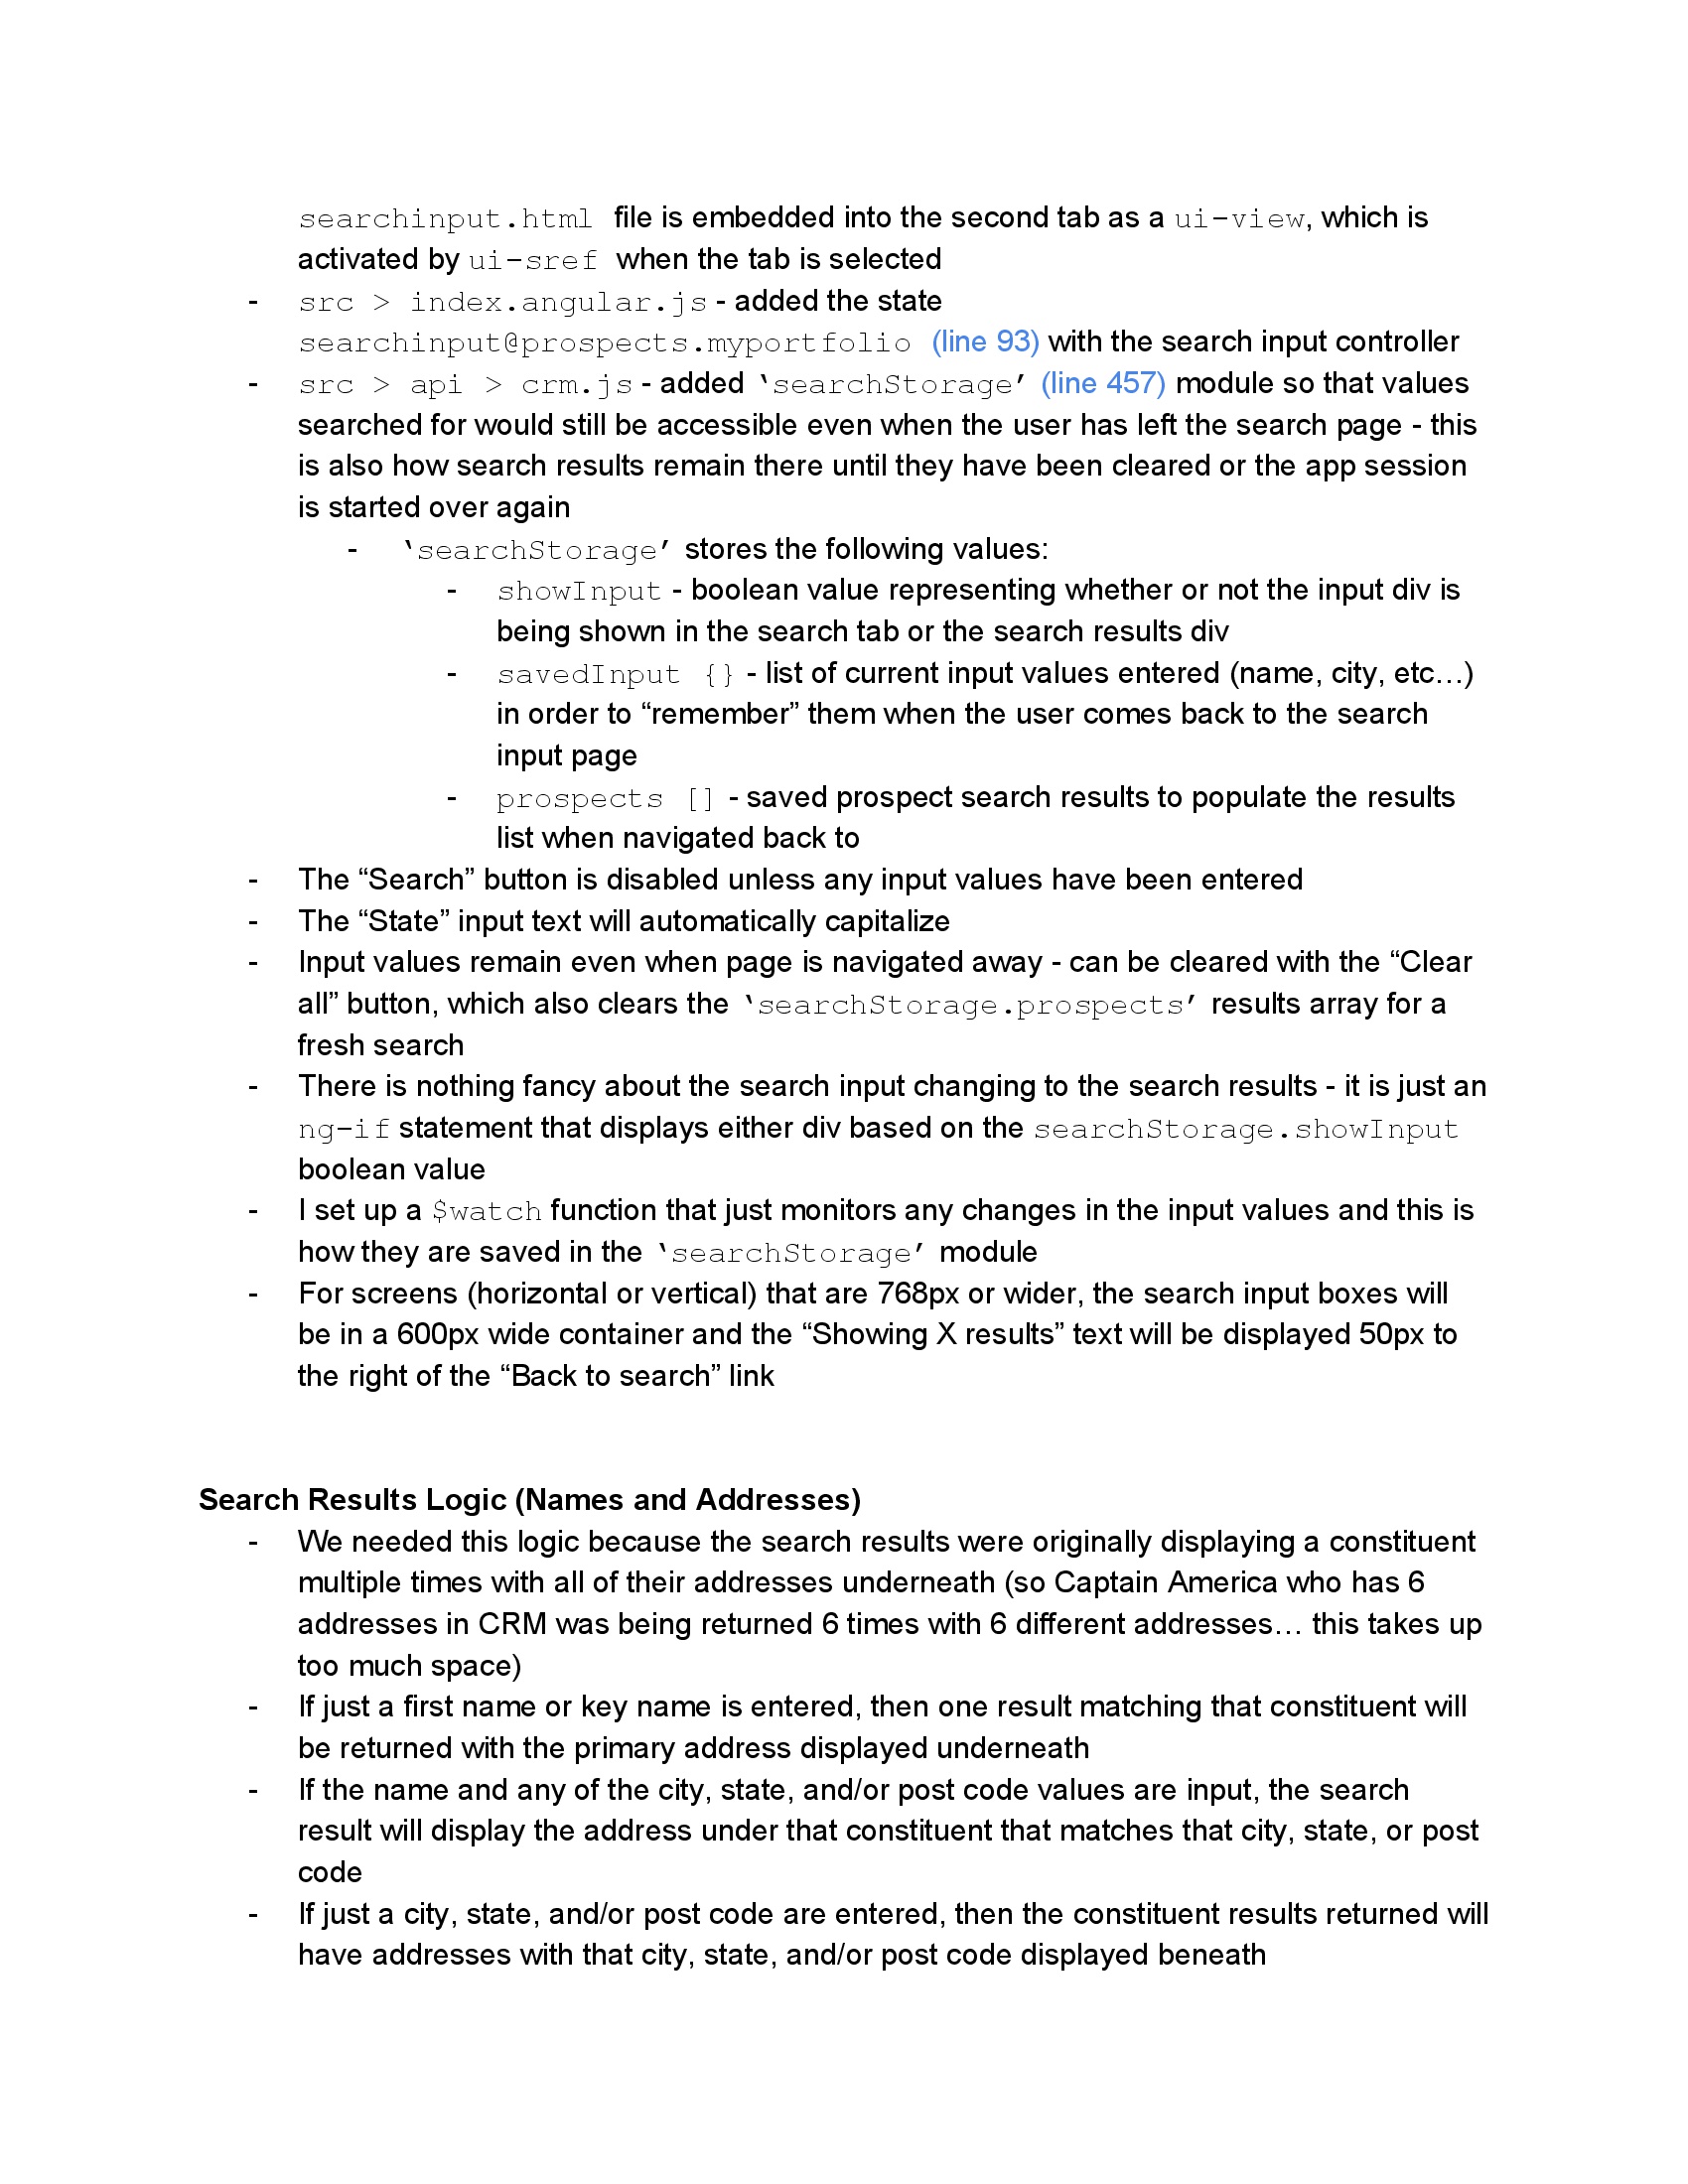 searchinput.html file is embedded into the second tab as a ui-view, which is
activated by ui-sref when the tab is selected
- src > index.angular.js - added the state
searchinput@prospects.myportfolio (line 93) with the search input controller
- src > api > crm.js - added ‘searchStorage’ (line 457) module so that values
searched for would still be accessible even when the user has left the search page - this
is also how search results remain there until they have been cleared or the app session
is started over again
- ‘searchStorage’ stores the following values:
- showInput - boolean value representing whether or not the input div is
being shown in the search tab or the search results div
- savedInput {} - list of current input values entered (name, city, etc…)
in order to “remember” them when the user comes back to the search
input page
- prospects [] - saved prospect search results to populate the results
list when navigated back to
- The “Search” button is disabled unless any input values have been entered
- The “State” input text will automatically capitalize
- Input values remain even when page is navigated away - can be cleared with the “Clear
all” button, which also clears the ‘searchStorage.prospects’ results array for a
fresh search
- There is nothing fancy about the search input changing to the search results - it is just an
ng-if statement that displays either div based on the searchStorage.showInput
boolean value
- I set up a $watch function that just monitors any changes in the input values and this is
how they are saved in the ‘searchStorage’ module
- For screens (horizontal or vertical) that are 768px or wider, the search input boxes will
be in a 600px wide container and the “Showing X results” text will be displayed 50px to
the right of the “Back to search” link
Search Results Logic (Names and Addresses)
- We needed this logic because the search results were originally displaying a constituent
multiple times with all of their addresses underneath (so Captain America who has 6
addresses in CRM was being returned 6 times with 6 different addresses… this takes up
too much space)
- If just a first name or key name is entered, then one result matching that constituent will
be returned with the primary address displayed underneath
- If the name and any of the city, state, and/or post code values are input, the search
result will display the address under that constituent that matches that city, state, or post
code
- If just a city, state, and/or post code are entered, then the constituent results returned will
have addresses with that city, state, and/or post code displayed beneath